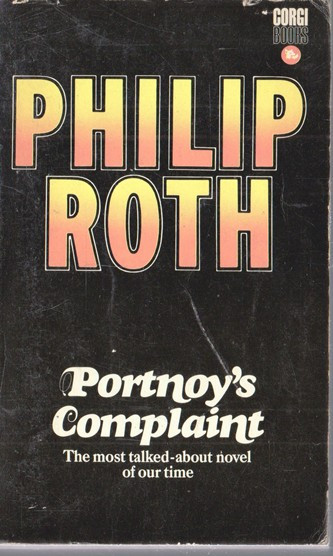 CORGI
BOOKS
PHILIP
ROTH
Portnoy's
Complaint
The most talked-about novel
of our time